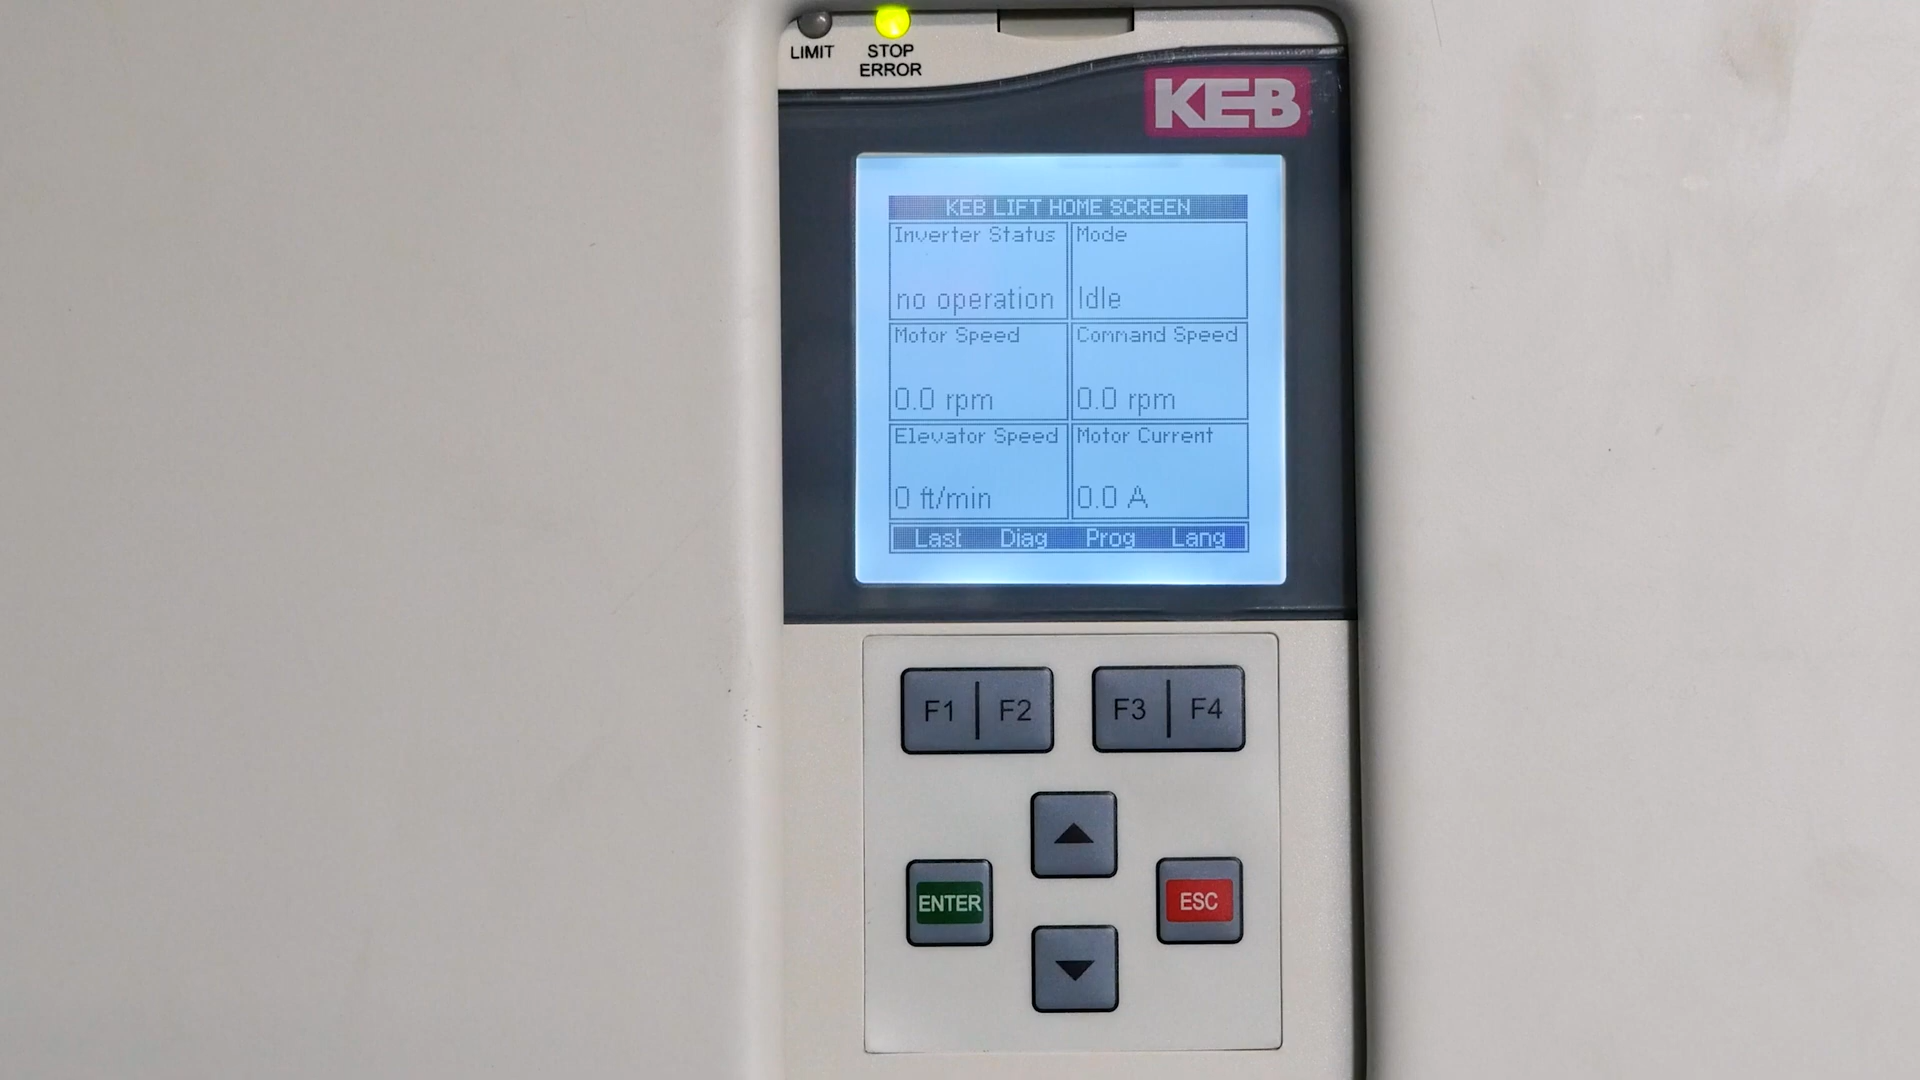 LIMIT STOP
ERROR
KEB
KEB LIFT HOME SCREEN
Inverter Status Mode
no operation Idle
Motor Speed Command Speed
0.0 rpm 0.0 rpm
Elevator Speed Motor Current
0 ft/min 0.0 A
Last Diag Prog Lang
F1 F2 F3 F4
ENTER ESC